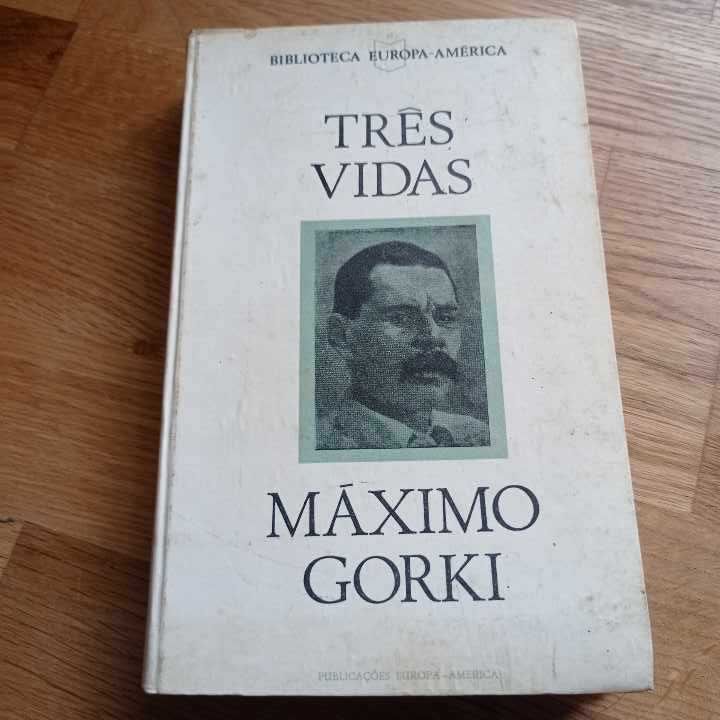 BIBLIOTECA EUROPA-AMÉRICA
TRÊS
VIDAS
MÁXIMO
GORKI
PUBLICAÇÕES EUROPA-AMÉRICA